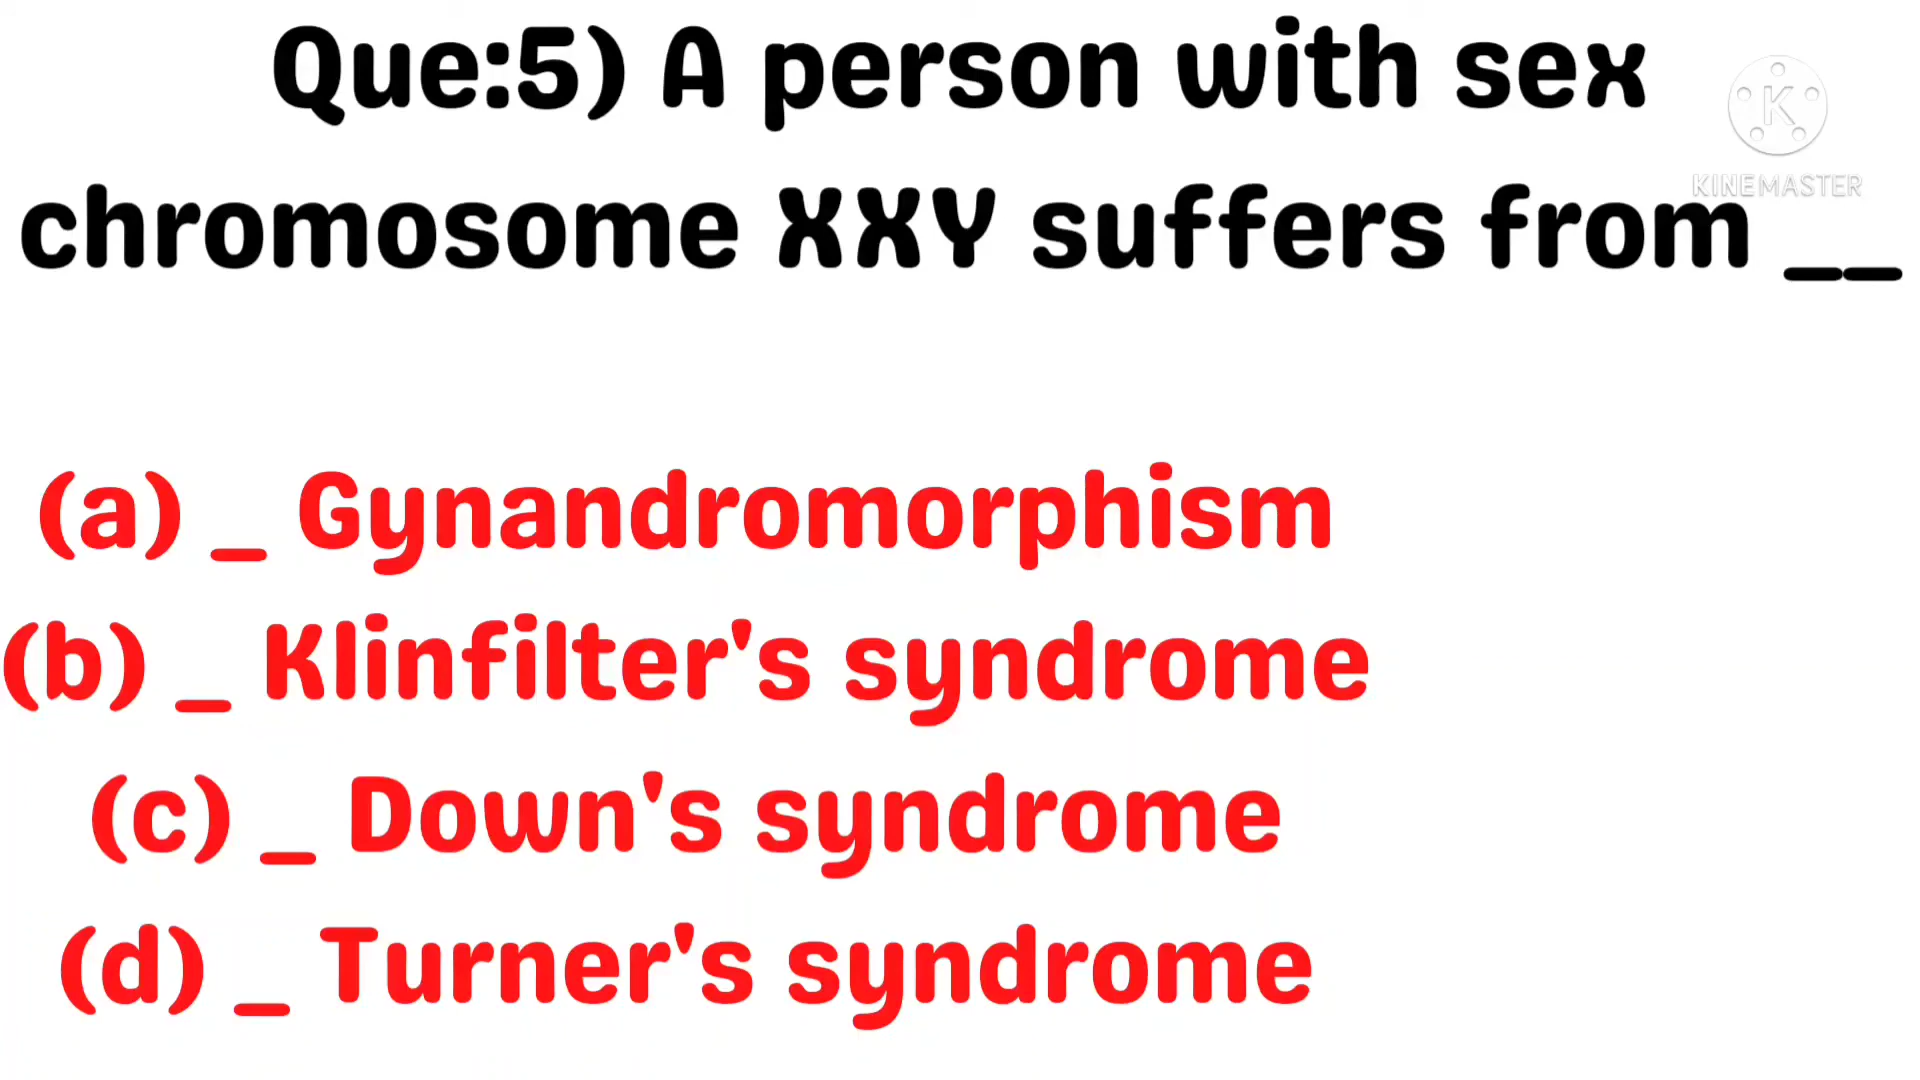 Que:5) A person with sex
chromosome XXY suffers from __
K
KINEMASTER
(a) _ Gynandromorphism
(b) _ Klinfilter's syndrome
(c) _ Down's syndrome
(d) _ Turner's syndrome